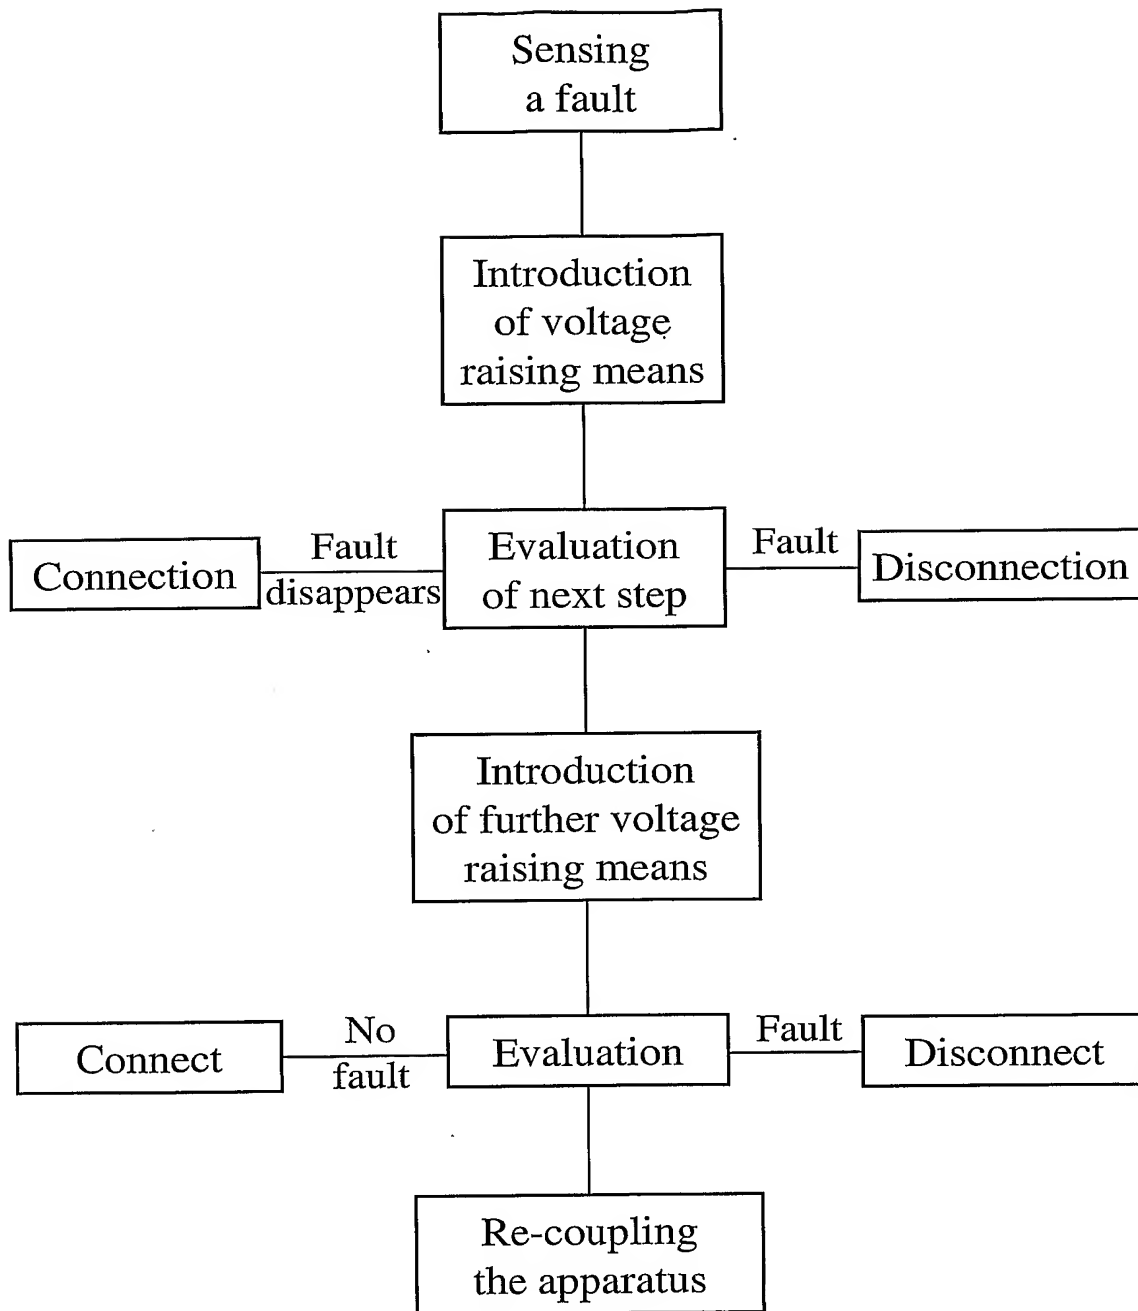 Sensing
a fault
Introduction
of voltage
raising means
Connection
Fault
disappears
Evaluation
of next step
Fault
Disconnection
Introduction
of further voltage
raising means
Connect
No
fault
Evaluation
Fault
Disconnect
Re-coupling
the apparatus